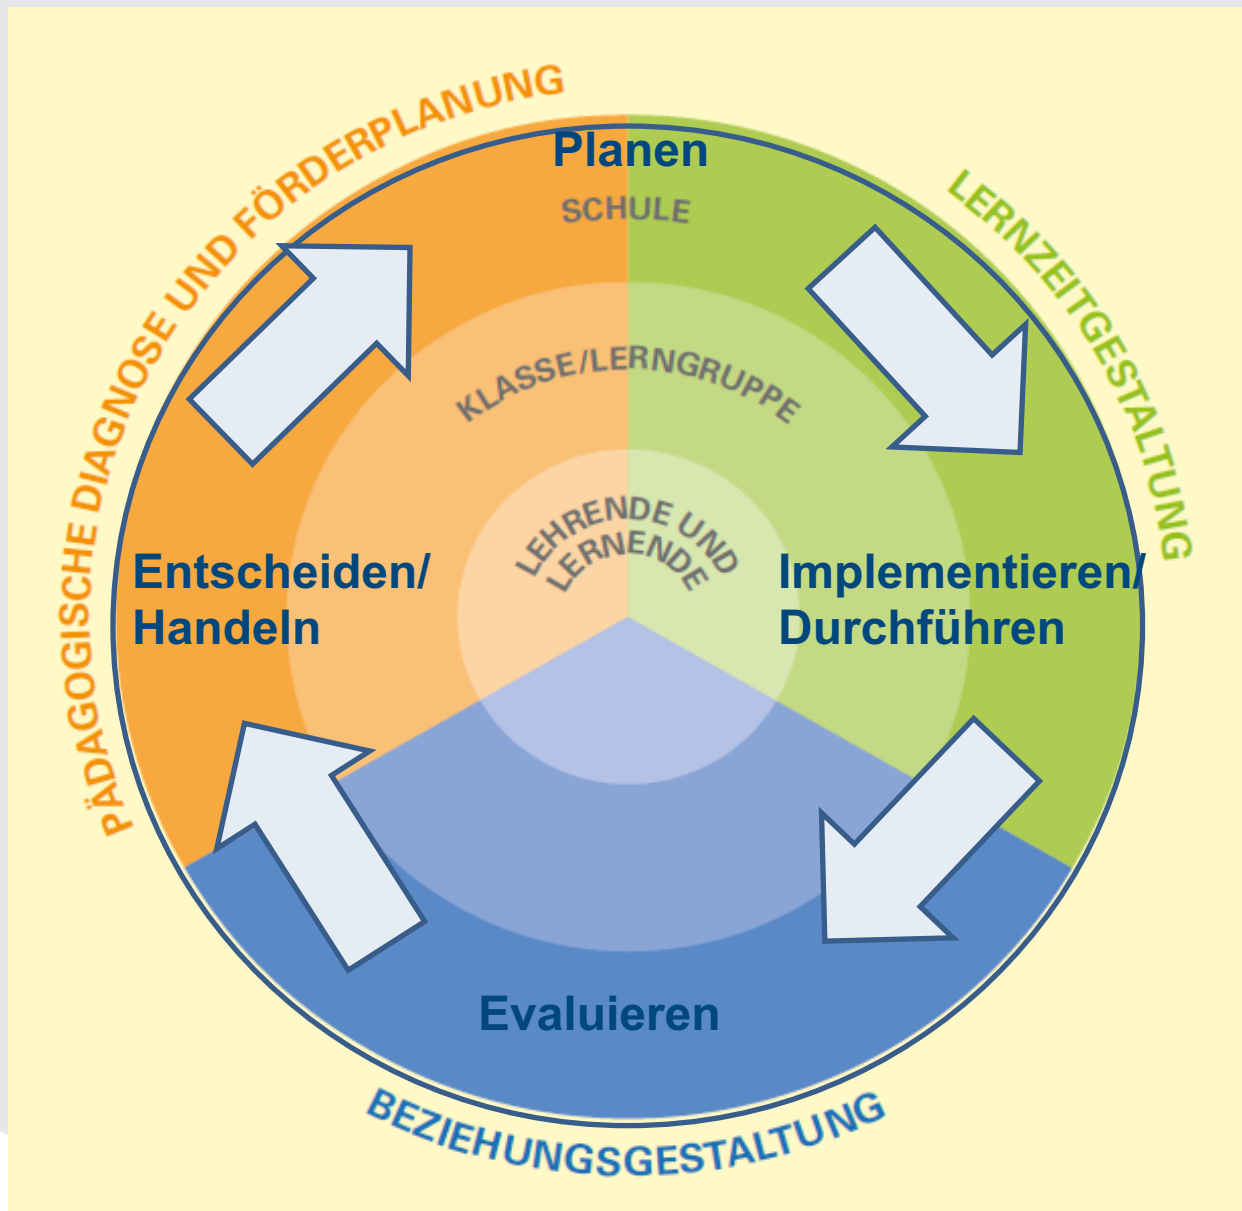 PÄDAGOGISCHE DIAGNOSE UND FÖRDERPLANUNG
LERNZEITGESTALTUNG
Planen
SCHULE
KLASSE/LERNGRUPPE
LEHRENDE UND
LERNENDE
Entscheiden/
Handeln
Implementieren/
Durchführen
Evaluieren
BEZIEHUNGSGESTALTUNG